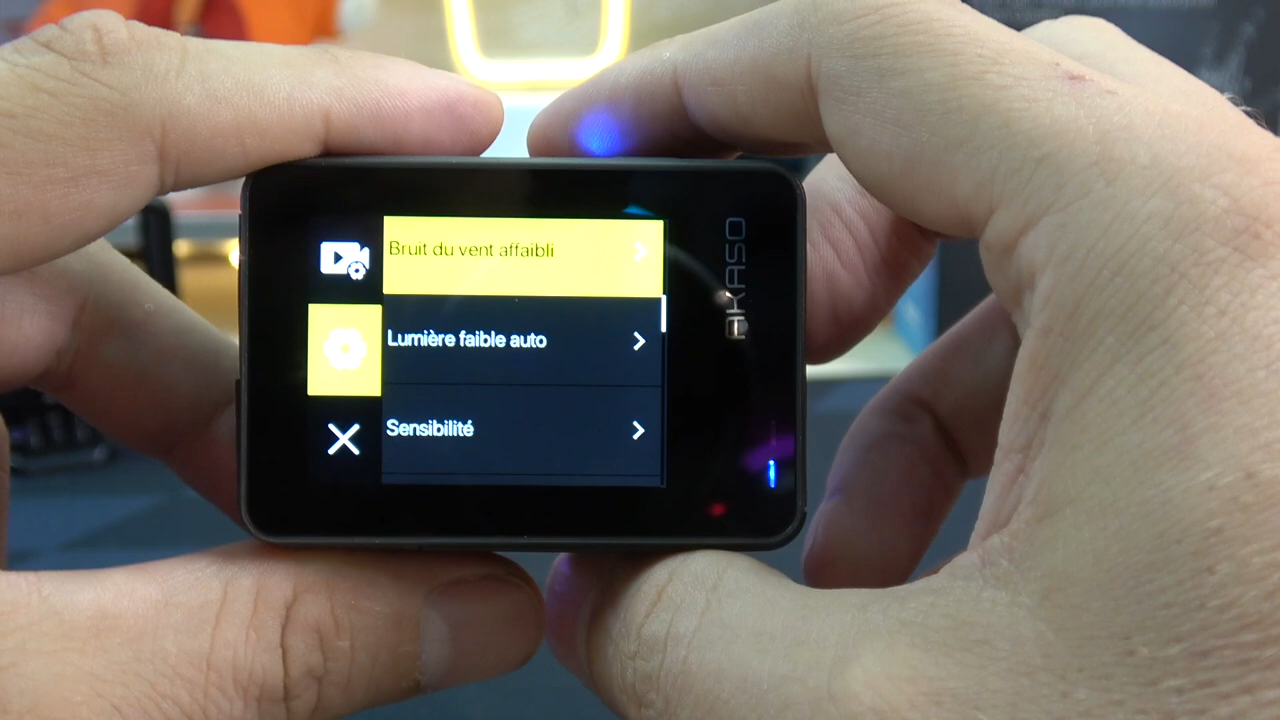 Bruit du vent affaibli
Lumière faible auto
Sensibilité
AKASO